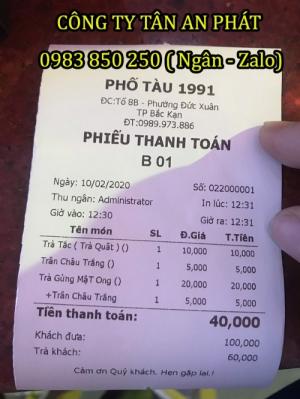 CÔNG TY TÂN AN PHÁT
0983 850 250 ( Ngân - Zalo)
PHỐ TÀU 1991
ĐC:Tổ 8B - Phường Đức Xuân
TP Bắc Kạn
ĐT:0989.973.886
PHIẾU THANH TOÁN
B 01
Ngày: 10/02/2020 Số: 022000001
Thu ngân: Administrator In lúc: 12:31
Giờ vào: 12:30 Giờ ra: 12:31
Tên món SL Đ.Giá T.Tiền
Trà Tắc ( Trà Quất ) () 1 10,000 10,000
Trân Châu Trắng () 1 5,000 5,000
Trà Gừng Mật Ong () 1 20,000 20,000
+Trân Châu Trắng 1 5,000 5,000
Tiền thanh toán: 40,000
Khách đưa: 100,000
Trả khách: 60,000
Cảm ơn Quý khách. Hẹn gặp lại.!